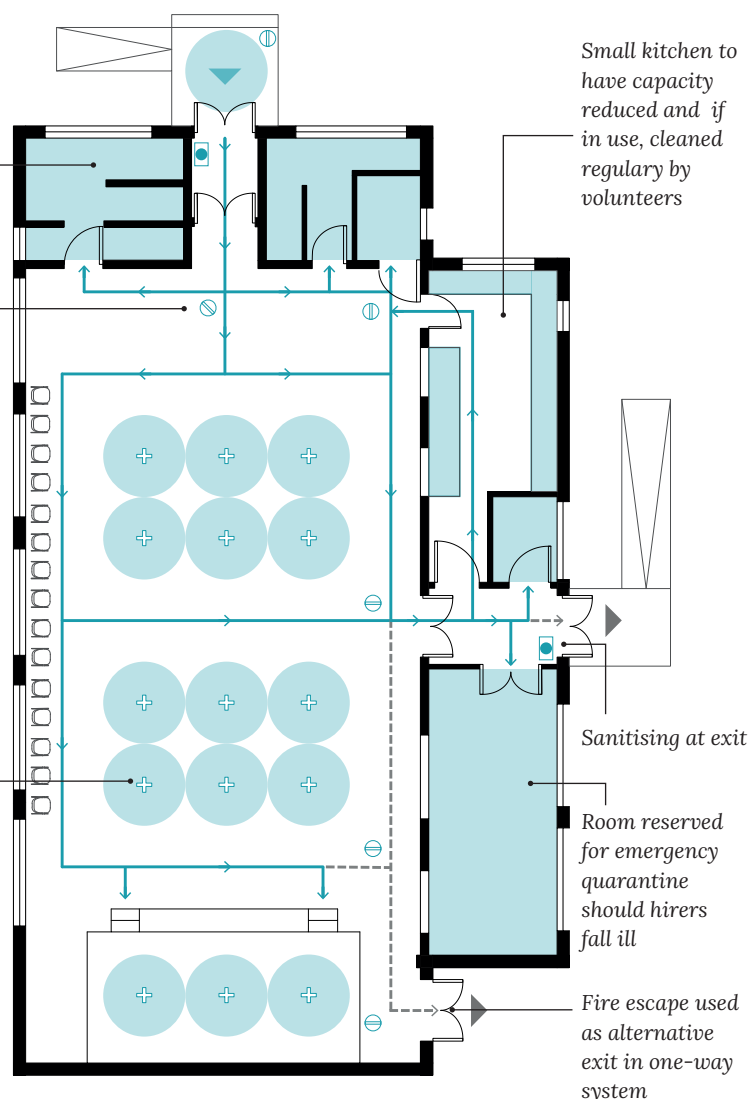 Small kitchen to
have capacity
reduced and if
in use, cleaned
regulary by
volunteers
Sanitising at exit
Room reserved
for emergency
quarantine
should hirers
fall ill
Fire escape used
as alternative
exit in one-way
system